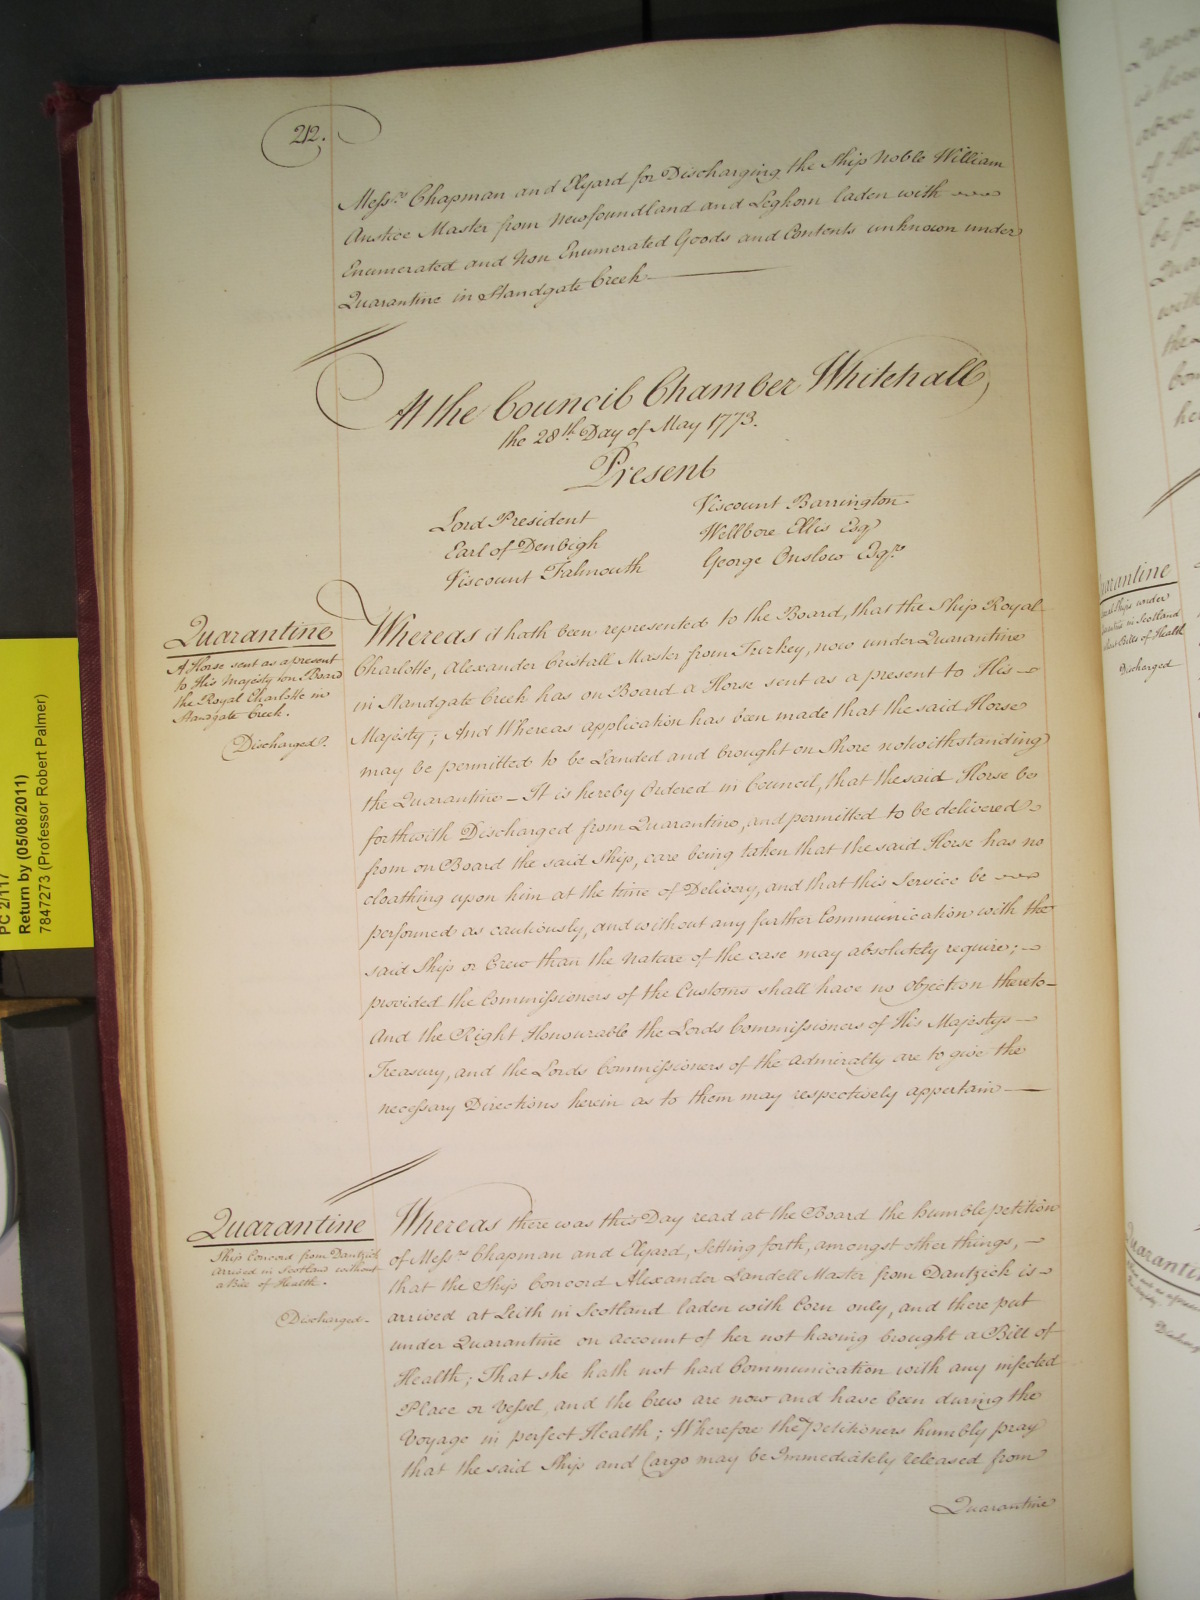 212.
Mess.rs Chapman and Elyard for Discharging the Ship Noble William
Anstice Master from Newfoundland and Leghorn laden with
Enumerated and Non Enumerated Goods and Contents unknown under
Quarantine in Standgate Creek
At the Council Chamber Whitehall
the 28th Day of May 1773.
Present
Lord President
Earl of Denbigh
Viscount Falmouth
Viscount Barrington
Wellbore Ellis Esqr
George Onslow Esqrs
Quarantine
A Horse sent as a present
to His Majesty on Board
the Royal Charlotte in
Standgate Creek.
Discharged.
Whereas it hath been represented to the Board, that the Ship Royal
Charlotte, Alexander Cristall Master from Turkey, now under Quarantine
in Standgate Creek has on Board a Horse sent as a present to His
Majesty; And Whereas application has been made that the said Horse
may be permitted to be Landed and brought on Shore notwithstanding
the Quarantine – It is hereby Ordered in Council, that the said Horse be
forthwith Discharged from Quarantine, and permitted to be delivered
from on Board the said Ship, care being taken that the said Horse has no
cloathing upon him at the time of Delivery, and that this Service be
performed as cautiously, and without any further Communication with the
said Ship or Crew than the Nature of the case may absolutely require;
provided the Commissioners of the Customs shall have no objection thereto
And the Right Honourable the Lords Commissioners of His Majestys
Treasury, and the Lords Commissioners of the Admiralty are to give the
necessary Directions herein as to them may respectively appertain
Quarantine
Ship Concord from Dantzick
arrived in Scotland without
a Bill of Health.
Discharged.
Whereas there was this Day read at the Board the humble petition
of Mess.rs Chapman and Elyard, Setting forth, amongst other things,
that the Ship Concord Alexander Landell Master from Dantzick is
arrived at Leith in Scotland laden with Corn only, and there put
under Quarantine on account of her not having brought a Bill of
Health; That she hath not had Communication with any infected
Place or Vessel, and the Crew are now and have been during the
Voyage in perfect Health; Wherefore the Petitioners humbly pray
that the said Ship and Cargo may be Immediately released from
Quarantine
PC 2/117
Return by (05/08/2011)
7847273 (Professor Robert Palmer)
Quarantine
in Scotland
Bills of Health
Discharged